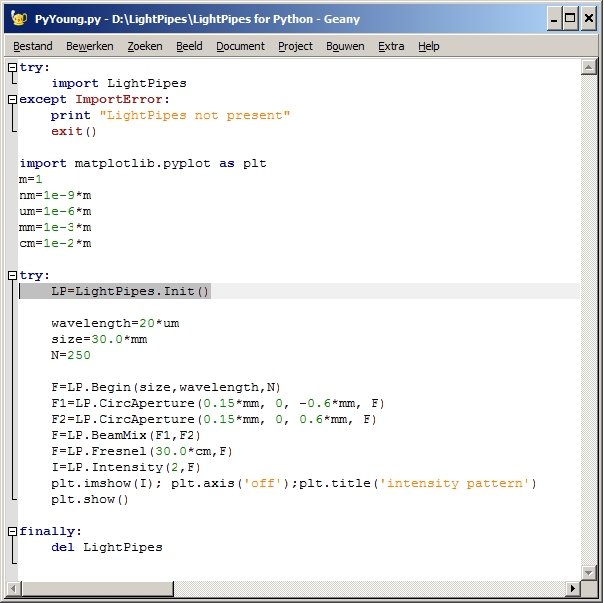 PyYoung.py - D:\LightPipes\LightPipes for Python - Geany
Bestand Bewerken Zoeken Beeld Document Project Bouwen Extra Help
try:
    import LightPipes
except ImportError:
    print "LightPipes not present"
    exit()

import matplotlib.pyplot as plt
m=1
nm=1e-9*m
um=1e-6*m
mm=1e-3*m
cm=1e-2*m

try:
    LP=LightPipes.Init()

    wavelength=20*um
    size=30.0*mm
    N=250

    F=LP.Begin(size,wavelength,N)
    F1=LP.CircAperture(0.15*mm, 0, -0.6*mm, F)
    F2=LP.CircAperture(0.15*mm, 0, 0.6*mm, F)
    F=LP.BeamMix(F1,F2)
    F=LP.Fresnel(30.0*cm,F)
    I=LP.Intensity(2,F)
    plt.imshow(I); plt.axis('off');plt.title('intensity pattern')
    plt.show()

finally:
    del LightPipes